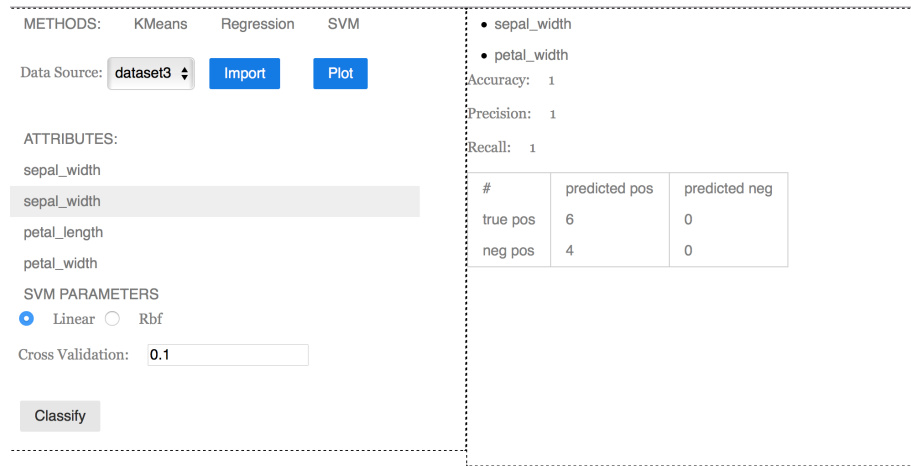 METHODS: KMeans Regression SVM
Data Source: dataset3 Import Plot
ATTRIBUTES:
sepal_width
sepal_width
petal_length
petal_width
SVM PARAMETERS
Linear Rbf
Cross Validation: 0.1
Classify
• sepal_width
• petal_width
Accuracy: 1
Precision: 1
Recall: 1
# predicted pos predicted neg
true pos 6 0
neg pos 4 0